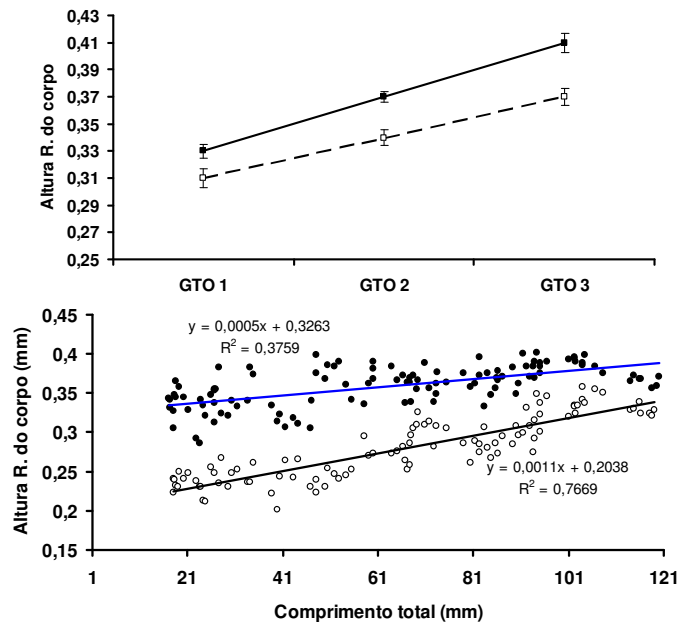 0,43
0,41
0,39
0,37
0,35
0,33
0,31
0,29
0,27
0,25
Altura R. do corpo
GTO 1 GTO 2 GTO 3
0,45
0,4
0,35
0,3
0,25
0,2
0,15
Altura R. do corpo (mm)
y = 0,0005x + 0,3263
R² = 0,3759
y = 0,0011x + 0,2038
R² = 0,7669
1 21 41 61 81 101 121
Comprimento total (mm)